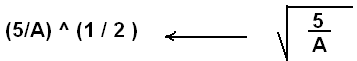 (5/A) ^ (1 / 2 ) ← √(5/A)